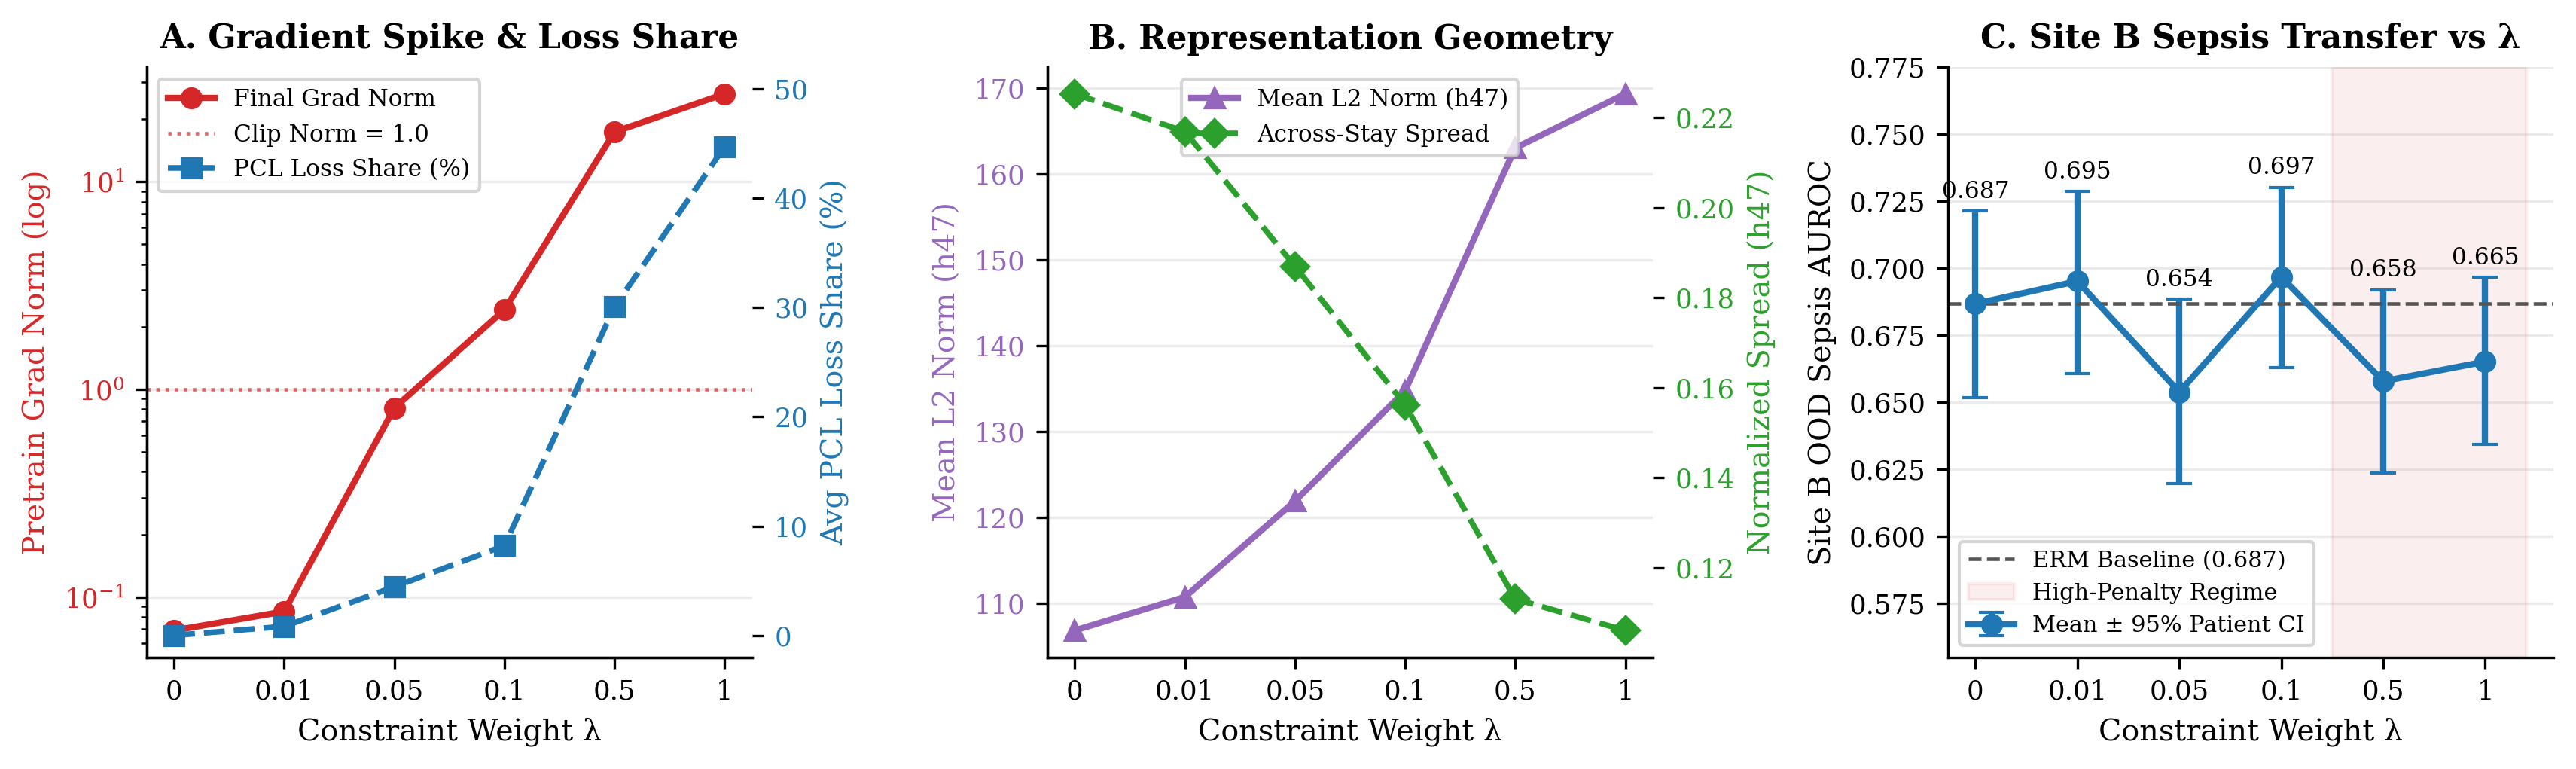 A. Gradient Spike & Loss Share
Final Grad Norm
Clip Norm = 1.0
PCL Loss Share (%)
Pretrain Grad Norm (log)
10¹
10⁰
10⁻¹
50
40
30
20
10
0
Avg PCL Loss Share (%)
0 0.01 0.05 0.1 0.5 1
Constraint Weight λ
B. Representation Geometry
Mean L2 Norm (h47)
Across-Stay Spread
Mean L2 Norm (h47)
170
160
150
140
130
120
110
0.22
0.20
0.18
0.16
0.14
0.12
Normalized Spread (h47)
0 0.01 0.05 0.1 0.5 1
Constraint Weight λ
C. Site B Sepsis Transfer vs λ
Site B OOD Sepsis AUROC
0.775
0.750
0.725
0.700
0.675
0.650
0.625
0.600
0.575
0.687
0.695
0.654
0.697
0.658
0.665
ERM Baseline (0.687)
High-Penalty Regime
Mean ± 95% Patient CI
0 0.01 0.05 0.1 0.5 1
Constraint Weight λ